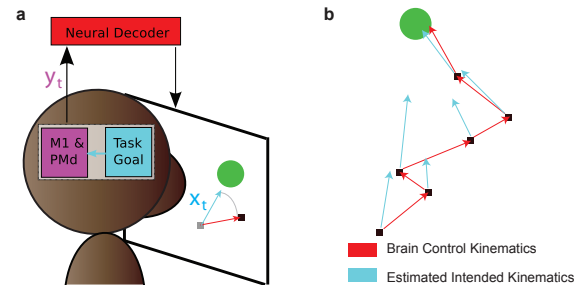 a
Neural Decoder
y_t
M1 &
PMd
Task
Goal
x_t
b
Brain Control Kinematics
Estimated Intended Kinematics